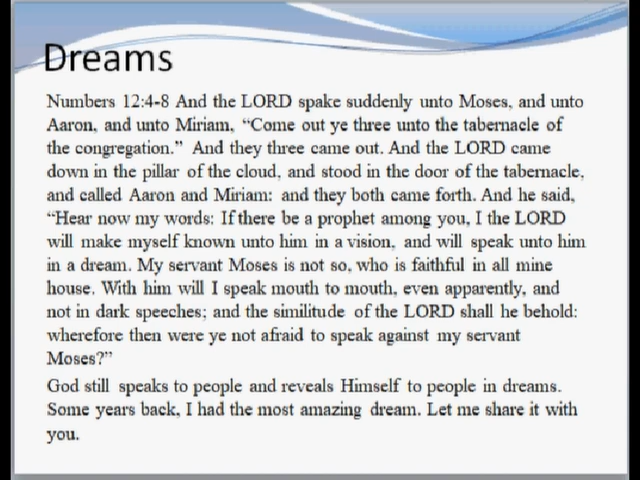 Dreams
Numbers 12:4-8 And the LORD spake suddenly unto Moses, and unto
Aaron, and unto Miriam, “Come out ye three unto the tabernacle of
the congregation.” And they three came out. And the LORD came
down in the pillar of the cloud, and stood in the door of the tabernacle,
and called Aaron and Miriam: and they both came forth. And he said,
“Hear now my words: If there be a prophet among you, I the LORD
will make myself known unto him in a vision, and will speak unto him
in a dream. My servant Moses is not so, who is faithful in all mine
house. With him will I speak mouth to mouth, even apparently, and
not in dark speeches; and the similitude of the LORD shall he behold:
wherefore then were ye not afraid to speak against my servant
Moses?”
God still speaks to people and reveals Himself to people in dreams.
Some years back, I had the most amazing dream. Let me share it with
you.